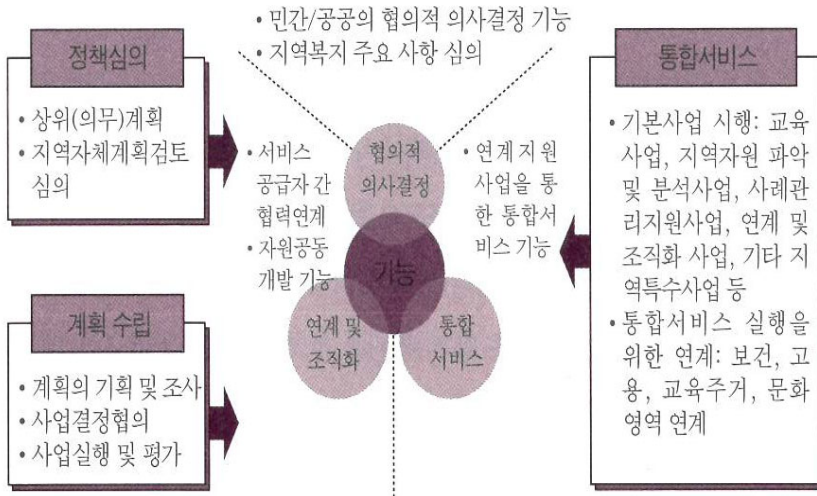 • 민간/공공의 협의적 의사결정 기능
• 지역복지 주요 사항 심의
정책심의
• 상위(의무)계획
• 지역자체계획검토
심의
계획 수립
• 계획의 기획 및 조사
• 사업결정협의
• 사업실행 및 평가
• 서비스
공급자 간
협력연계
• 자원공동
개발 기능
협의적
의사결정
기능
연계 및
조직화
통합
서비스
• 연계지원
사업을 통
한 통합서
비스 기능
통합서비스
• 기본사업 시행: 교육
사업, 지역자원 파악
및 분석사업, 사례관
리지원사업, 연계 및
조직화 사업, 기타 지
역특수사업 등
• 통합서비스 실행을
위한 연계: 보건, 고
용, 교육주거, 문화
영역 연계